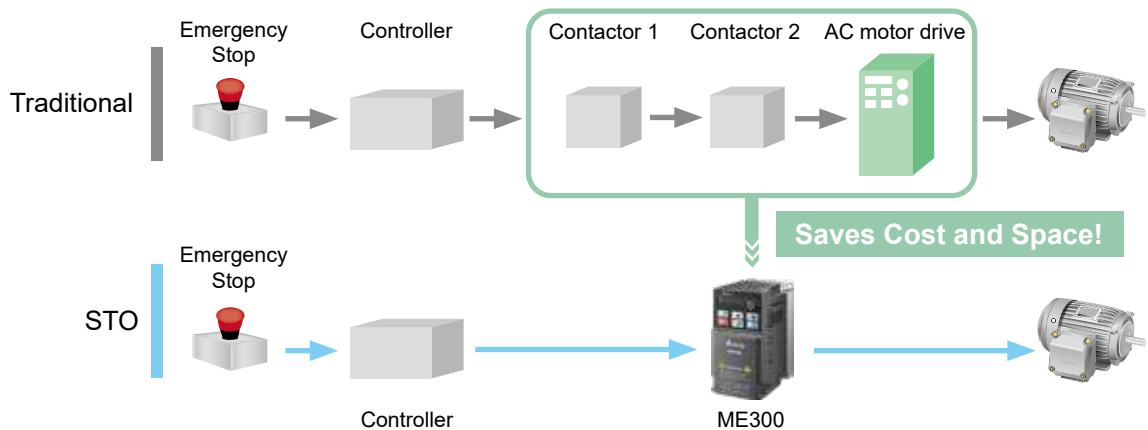 Emergency
Stop
Controller
Contactor 1
Contactor 2
AC motor drive
Traditional
Saves Cost and Space!
Emergency
Stop
STO
Controller
ME300